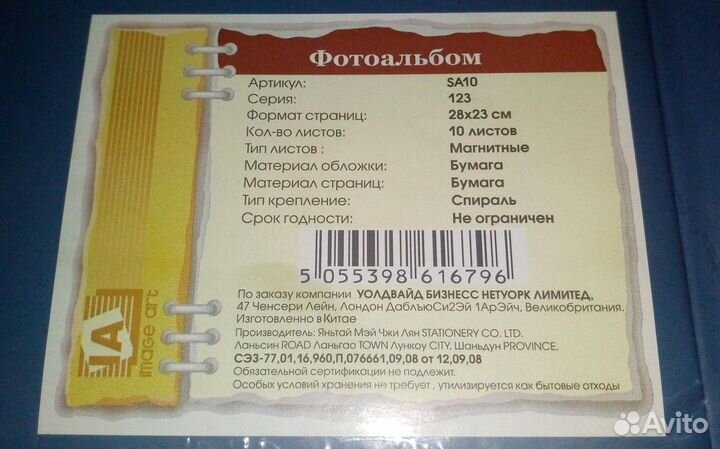 Фотоальбом
Артикул: SA10
Серия: 123
Формат страниц: 28x23 см
Кол-во листов: 10 листов
Тип листов : Магнитные
Материал обложки: Бумага
Материал страниц: Бумага
Тип крепление: Спираль
Срок годности: Не ограничен
5 055398 616796
По заказу компании УОЛДВАЙД БИЗНЕСС НЕТУОРК ЛИМИТЕД,
47 Ченсери Лейн, Лондон ДаблъюСи2Эй 1АрЭйч, Великобритания.
Изготовленно в Китае
Производитель: Яньтай Мэй Чжи Лян STATIONERY CO. LTD.
Ланьсин ROAD Ланьгао TOWN Лункоу CITY, Шаньдун PROVINCE.
СЭЗ-77,01,16,960,П,076661,09,08 от 12,09,08
Обязательной сертификации не подлежит.
Особых условий хранения не требует , утилизируется как бытовые отходы
IA
image art
Avito